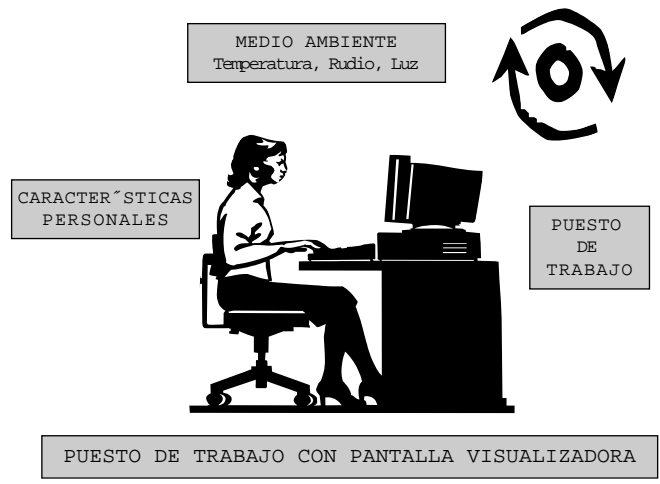 MEDIO AMBIENTE
Temperatura, Rudio, Luz
CARACTER˝STICAS
PERSONALES
PUESTO
DE
TRABAJO
PUESTO DE TRABAJO CON PANTALLA VISUALIZADORA